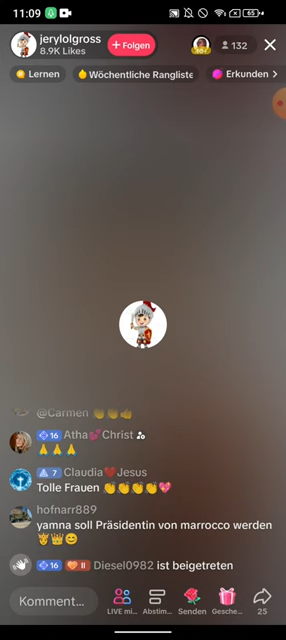 11:09
65
jerylolgross
8.9K Likes
+ Folgen
132
Lernen
Wöchentliche Rangliste
Erkunden
@Carmen 👏👏👍
16 Atha💕Christ
🙏🙏🙏
7 Claudia❤️Jesus
Tolle Frauen 👏👏👏👏💖
hofnarr889
yamna soll Präsidentin von marrocco werden
👸👑😊
16 II Diesel0982 ist beigetreten
Komment...
LIVE mi...
Abstim...
Senden
Gesche...
25